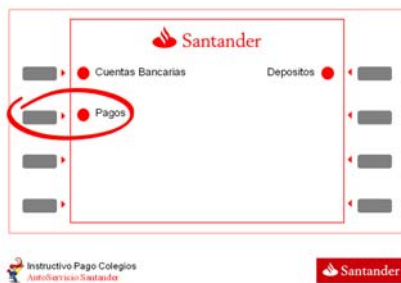 Santander
Cuentas Bancarias
Depositos
Pagos
Instructivo Pago Colegios
AutoServicio Santander
Santander